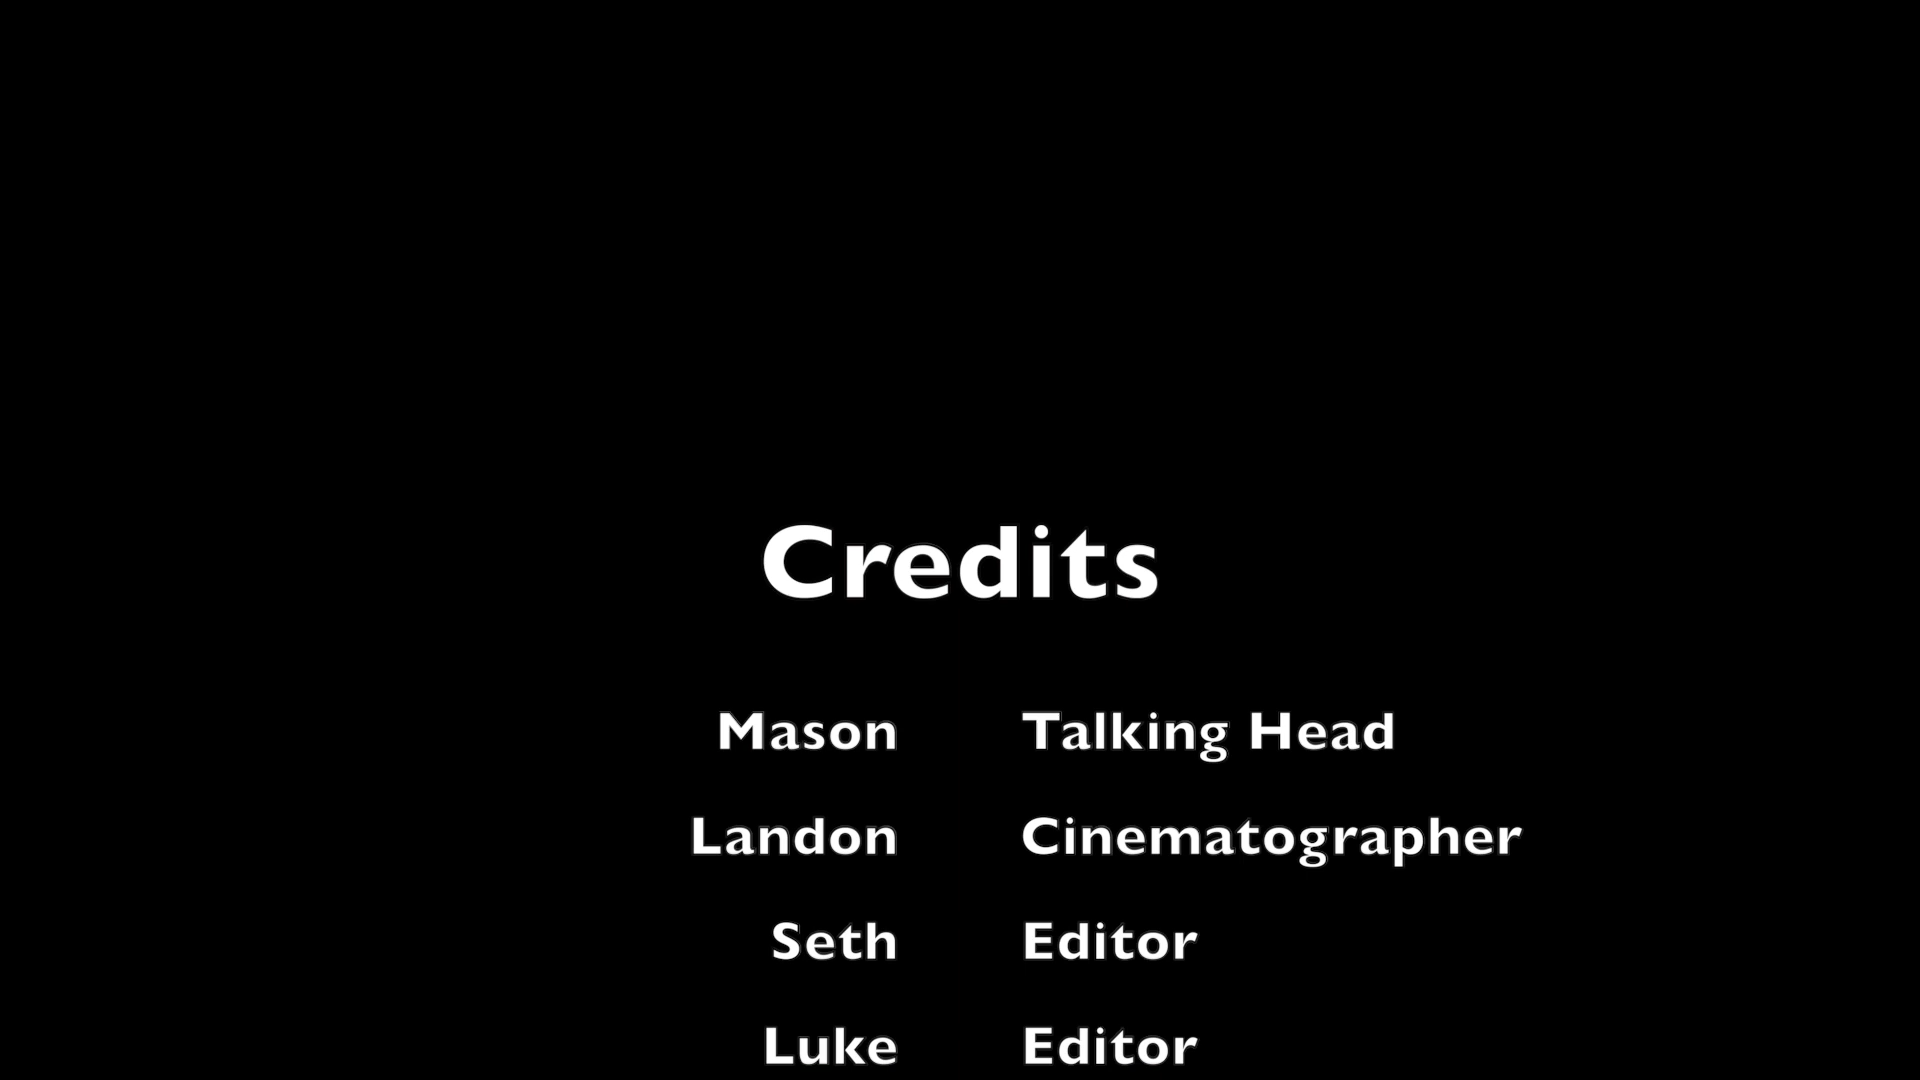 Credits
Mason Talking Head
Landon Cinematographer
Seth Editor
Luke Editor